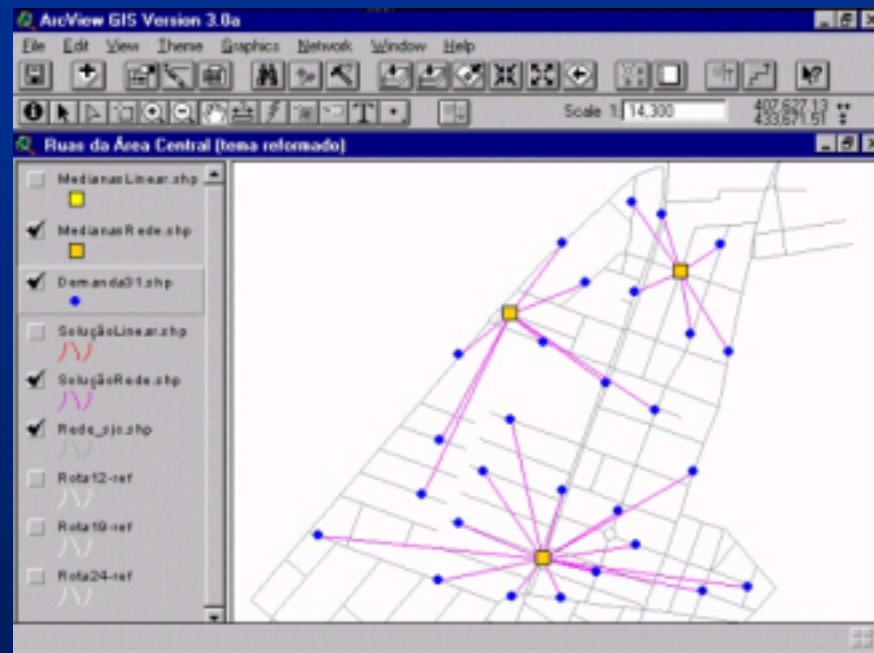 ArcView GIS Version 3.0a
File Edit View Theme Graphics Network Window Help
Scale 1: 14,300
407,627.13
433,671.51
Ruas da Área Central (tema reformado)
MedianasLinear.shp
MedianasRede.shp
Demanda31.shp
SoluçãoLinear.shp
SoluçãoRede.shp
Rede_sjc.shp
Rota12-ref
Rota18-ref
Rota24-ref